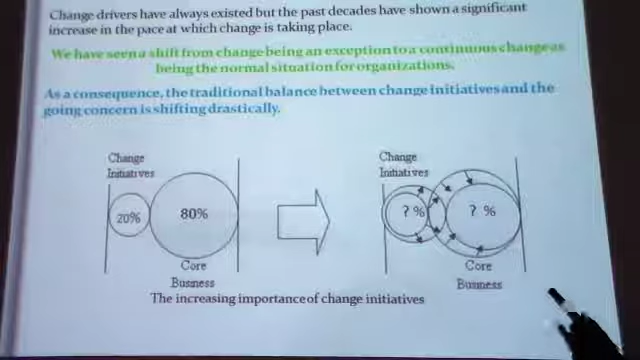 Change drivers have always existed but the past decades have shown a significant
increase in the pace at which change is taking place.
We have seen a shift from change being an exception to a continuous change as
being the normal situation for organizations.
As a consequence, the traditional balance between change initiatives and the
going concern is shifting drastically.
Change
Initiatives
20%
80%
Core
Business
Change
Initiatives
? %
? %
Core
Business
The increasing importance of change initiatives